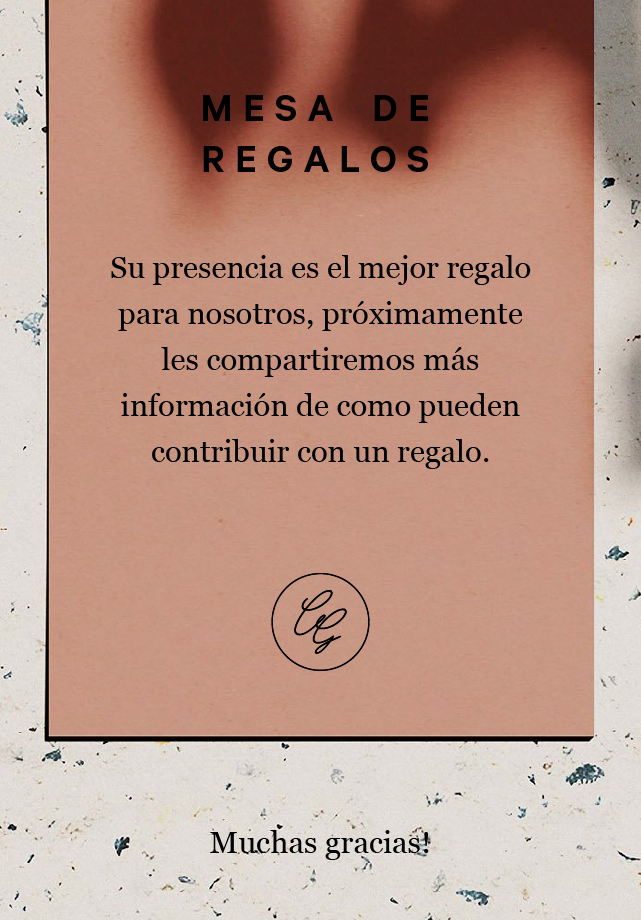 MESA DE
REGALOS
Su presencia es el mejor regalo
para nosotros, próximamente
les compartiremos más
información de como pueden
contribuir con un regalo.
CG
Muchas gracias!